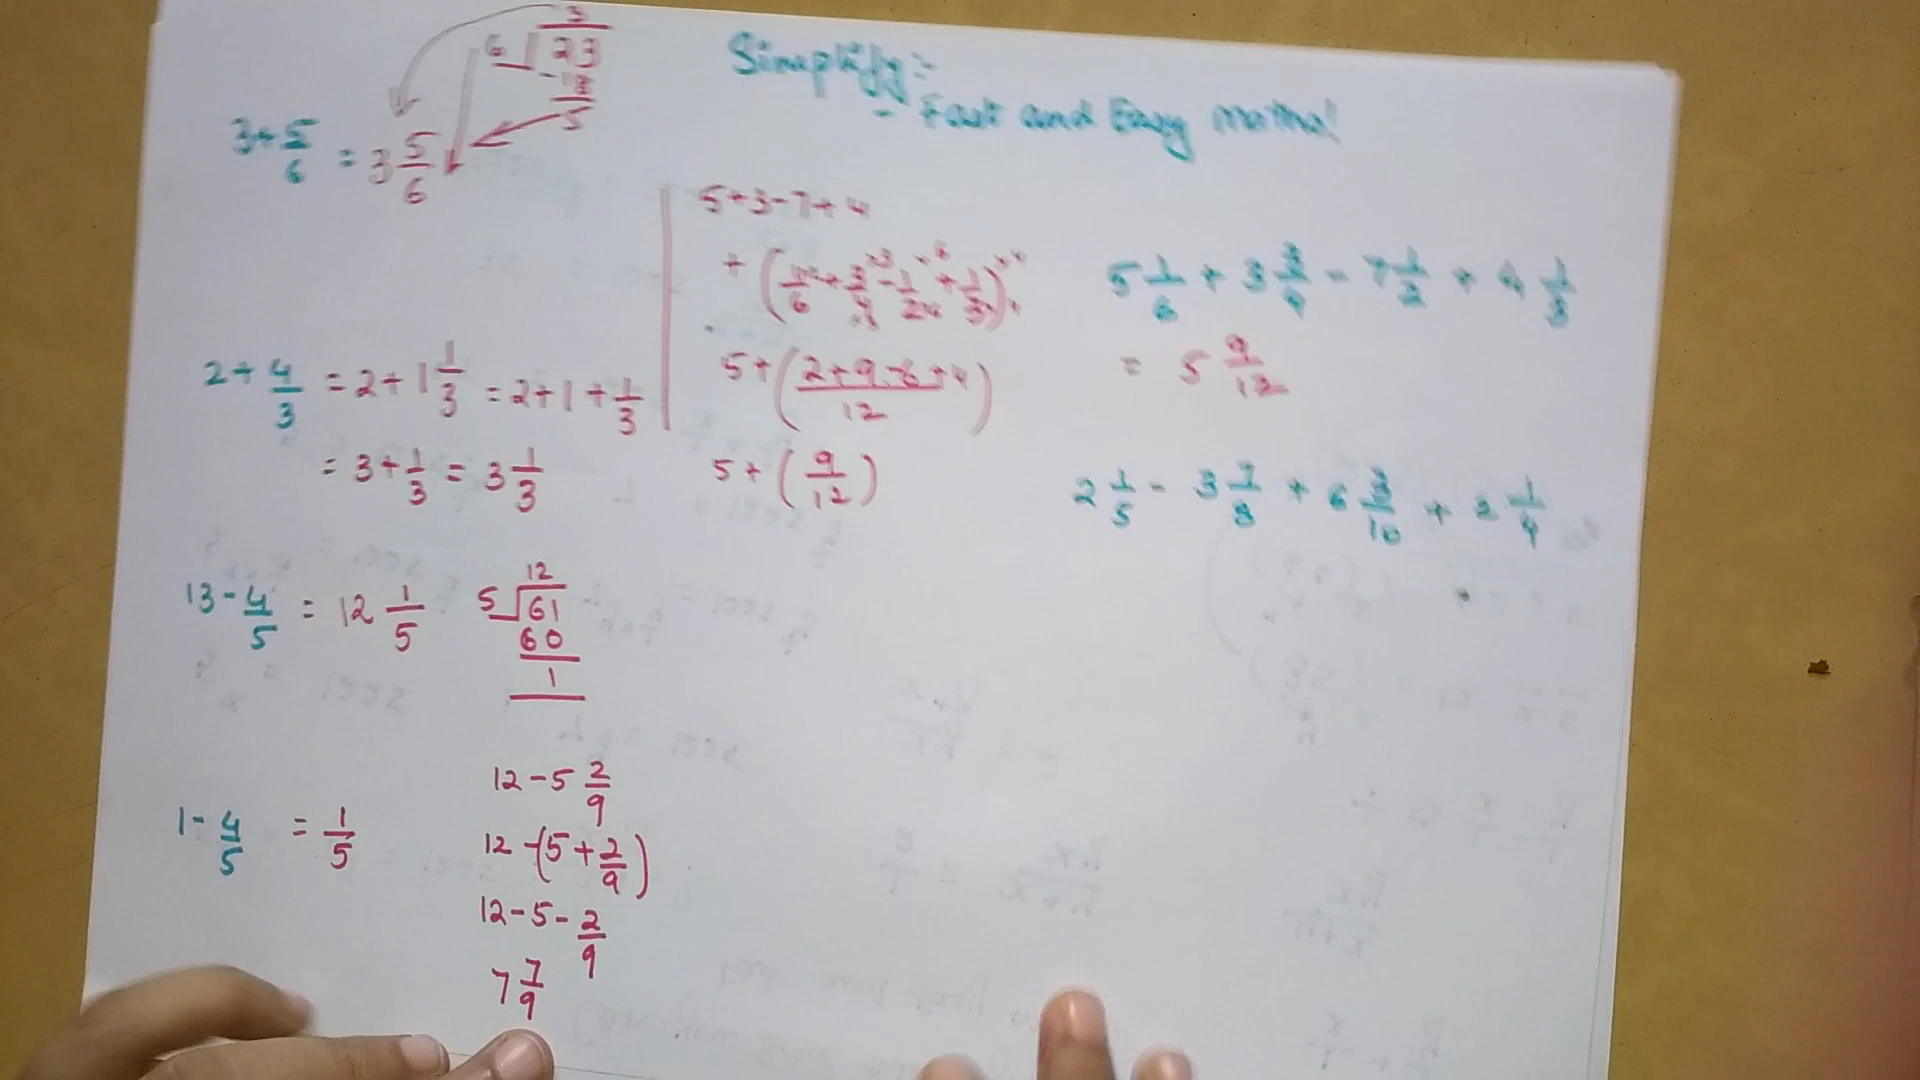 Simplify:-
- Fast and Easy method
3
6 23
-18
5
3+5/6 = 3 5/6
2+4/3 = 2+1 1/3 = 2+1+1/3
= 3+1/3 = 3 1/3
13-4/5 = 12 1/5
12
5 61
60
1
1-4/5 = 1/5
12-5 2/9
12-(5+2/9)
12-5-2/9
7 7/9
5+3-7+4
+(1/6 + 3/4 - 1/2 + 1/3)
5+(2+9-6+4/12)
5+(9/12)
5 1/6 + 3 3/4 - 7 1/2 + 4 1/3
= 5 9/12
2 1/5 - 3 7/8 + 6 3/10 + 2 1/4